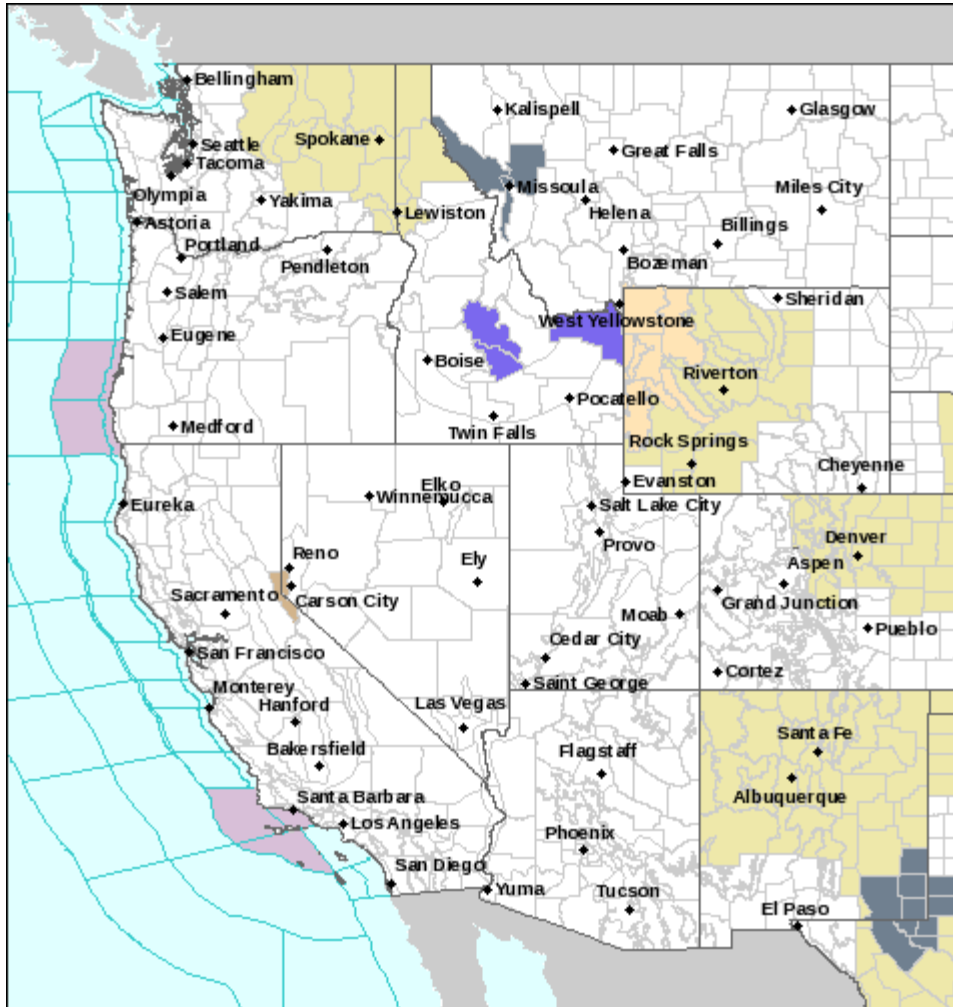 Bellingham
Kalispell
Glasgow
Spokane
Seattle
Great Falls
Tacoma
Missoula
Miles City
Olympia
Yakima
Helena
Lewiston
Astoria
Billings
Portland
Pendleton
Bozeman
Salem
Sheridan
West Yellowstone
Eugene
Boise
Riverton
Pocatello
Medford
Twin Falls
Rock Springs
Cheyenne
Evanston
Elko
Winnemucca
Eureka
Salt Lake City
Provo
Denver
Reno
Ely
Aspen
Sacramento
Carson City
Grand Junction
Moab
Pueblo
Cedar City
San Francisco
Cortez
Saint George
Monterey
Hanford
Las Vegas
Santa Fe
Bakersfield
Flagstaff
Albuquerque
Santa Barbara
Los Angeles
Phoenix
San Diego
Yuma
Tucson
El Paso